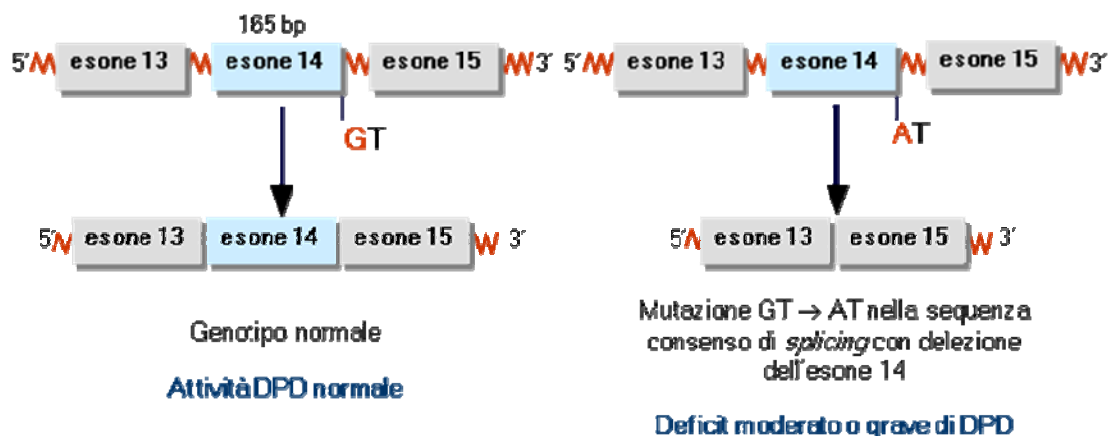 165 bp
5′ esone 13 esone 14 esone 15 3′
GT
5′ esone 13 esone 14 esone 15 3′
Genotipo normale
Attività DPD normale
5′ esone 13 esone 14 esone 15 3′
AT
5′ esone 13 esone 15 3′
Mutazione GT → AT nella sequenza
consenso di splicing con delezione
dell'esone 14
Deficit moderato o grave di DPD